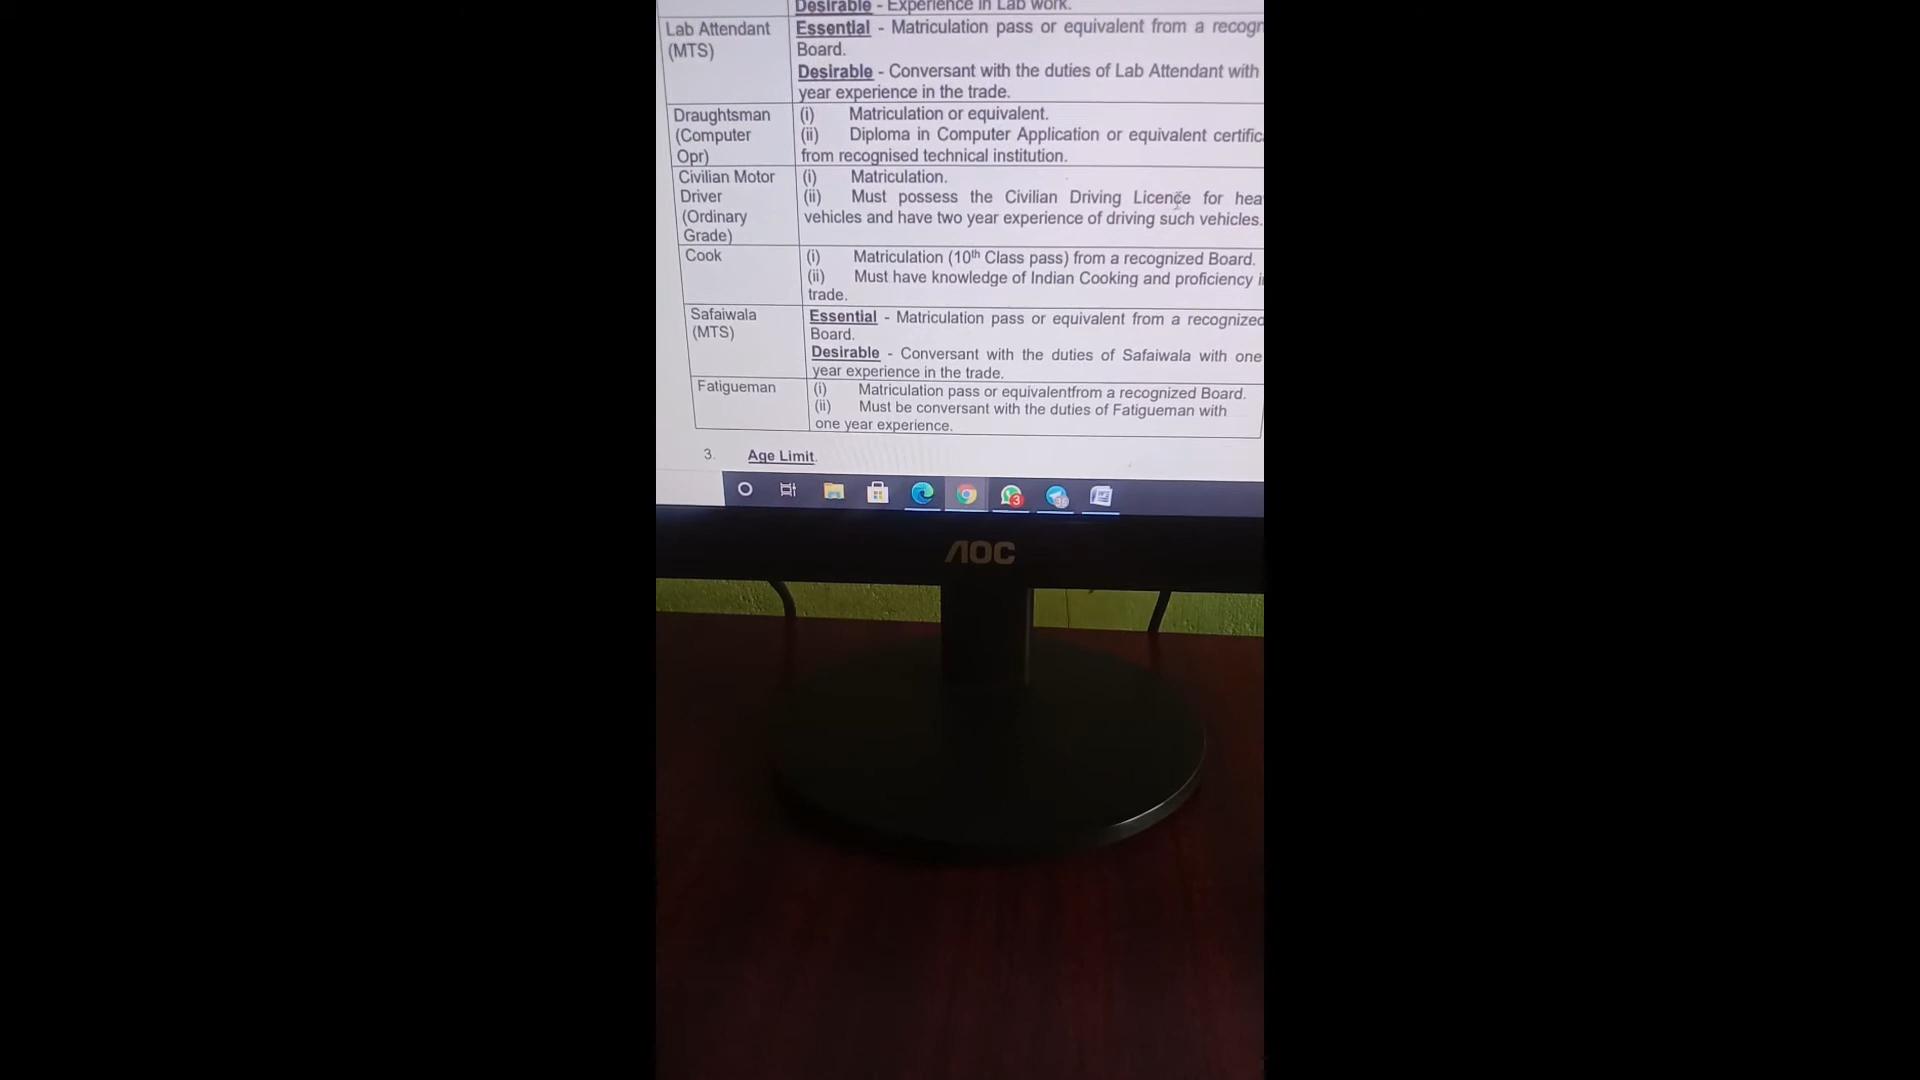 Desirable - Experience in Lab work.
Lab Attendant
(MTS)
Essential - Matriculation pass or equivalent from a
Board.
Desirable - Conversant with the duties of Lab Attendant with
year experience in the trade.
Draughtsman
(Computer
Opr)
(i) Matriculation or equivalent.
(ii) Diploma in Computer Application or equivalent
from recognised technical institution.
Civilian Motor
Driver
(Ordinary
Grade)
(i) Matriculation.
(ii) Must possess the Civilian Driving Licence for
vehicles and have two year experience of driving such vehicles.
Cook
(i) Matriculation (10th Class pass) from a recognized Board.
(ii) Must have knowledge of Indian Cooking and proficiency
trade.
Safaiwala
(MTS)
Essential - Matriculation pass or equivalent from a recognized
Board.
Desirable - Conversant with the duties of Safaiwala with one
year experience in the trade.
Fatigueman
(i) Matriculation pass or equivalentfrom a recognized Board.
(ii) Must be conversant with the duties of Fatigueman with
one year experience.
3. Age Limit.
3
AOC